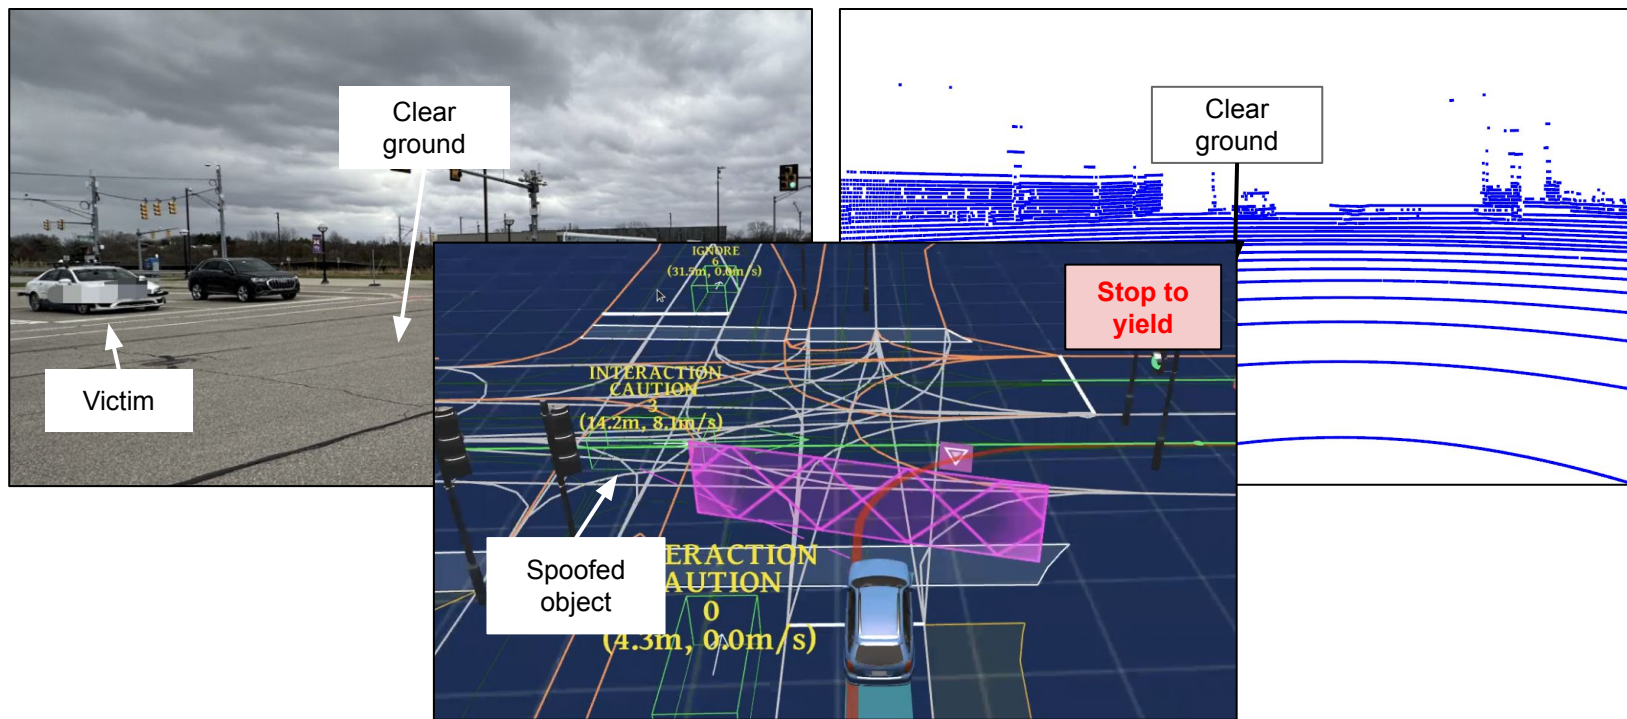 Clear
ground
Victim
Clear
ground
IGNORE
6
(31.5m, 0.0m/s)
Stop to
yield
INTERACTION
CAUTION
3
(14.2m, 8.1m/s)
Spoofed
object
ERACTION
AUTION
0
(4.3m, 0.0m/s)